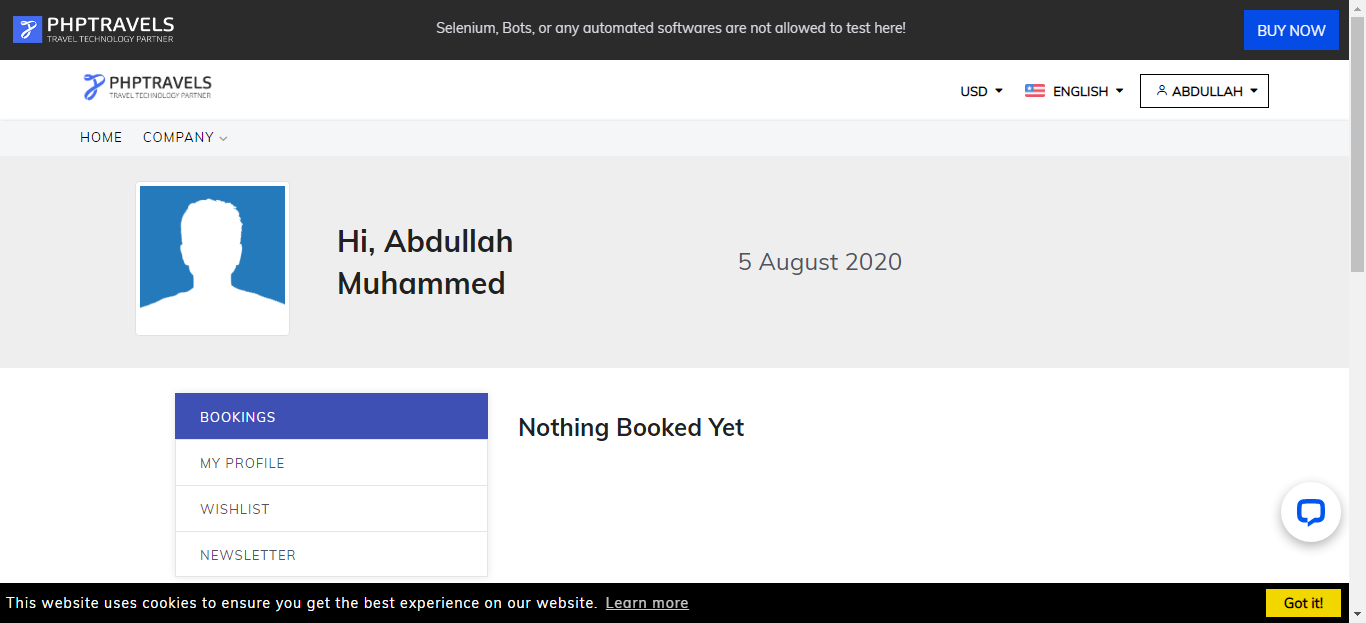 PHPTRAVELS
TRAVEL TECHNOLOGY PARTNER
Selenium, Bots, or any automated softwares are not allowed to test here!
BUY NOW
PHPTRAVELS
TRAVEL TECHNOLOGY PARTNER
USD
ENGLISH
ABDULLAH
HOME
COMPANY
Hi, Abdullah
Muhammed
5 August 2020
BOOKINGS
Nothing Booked Yet
MY PROFILE
WISHLIST
NEWSLETTER
This website uses cookies to ensure you get the best experience on our website. Learn more
Got it!